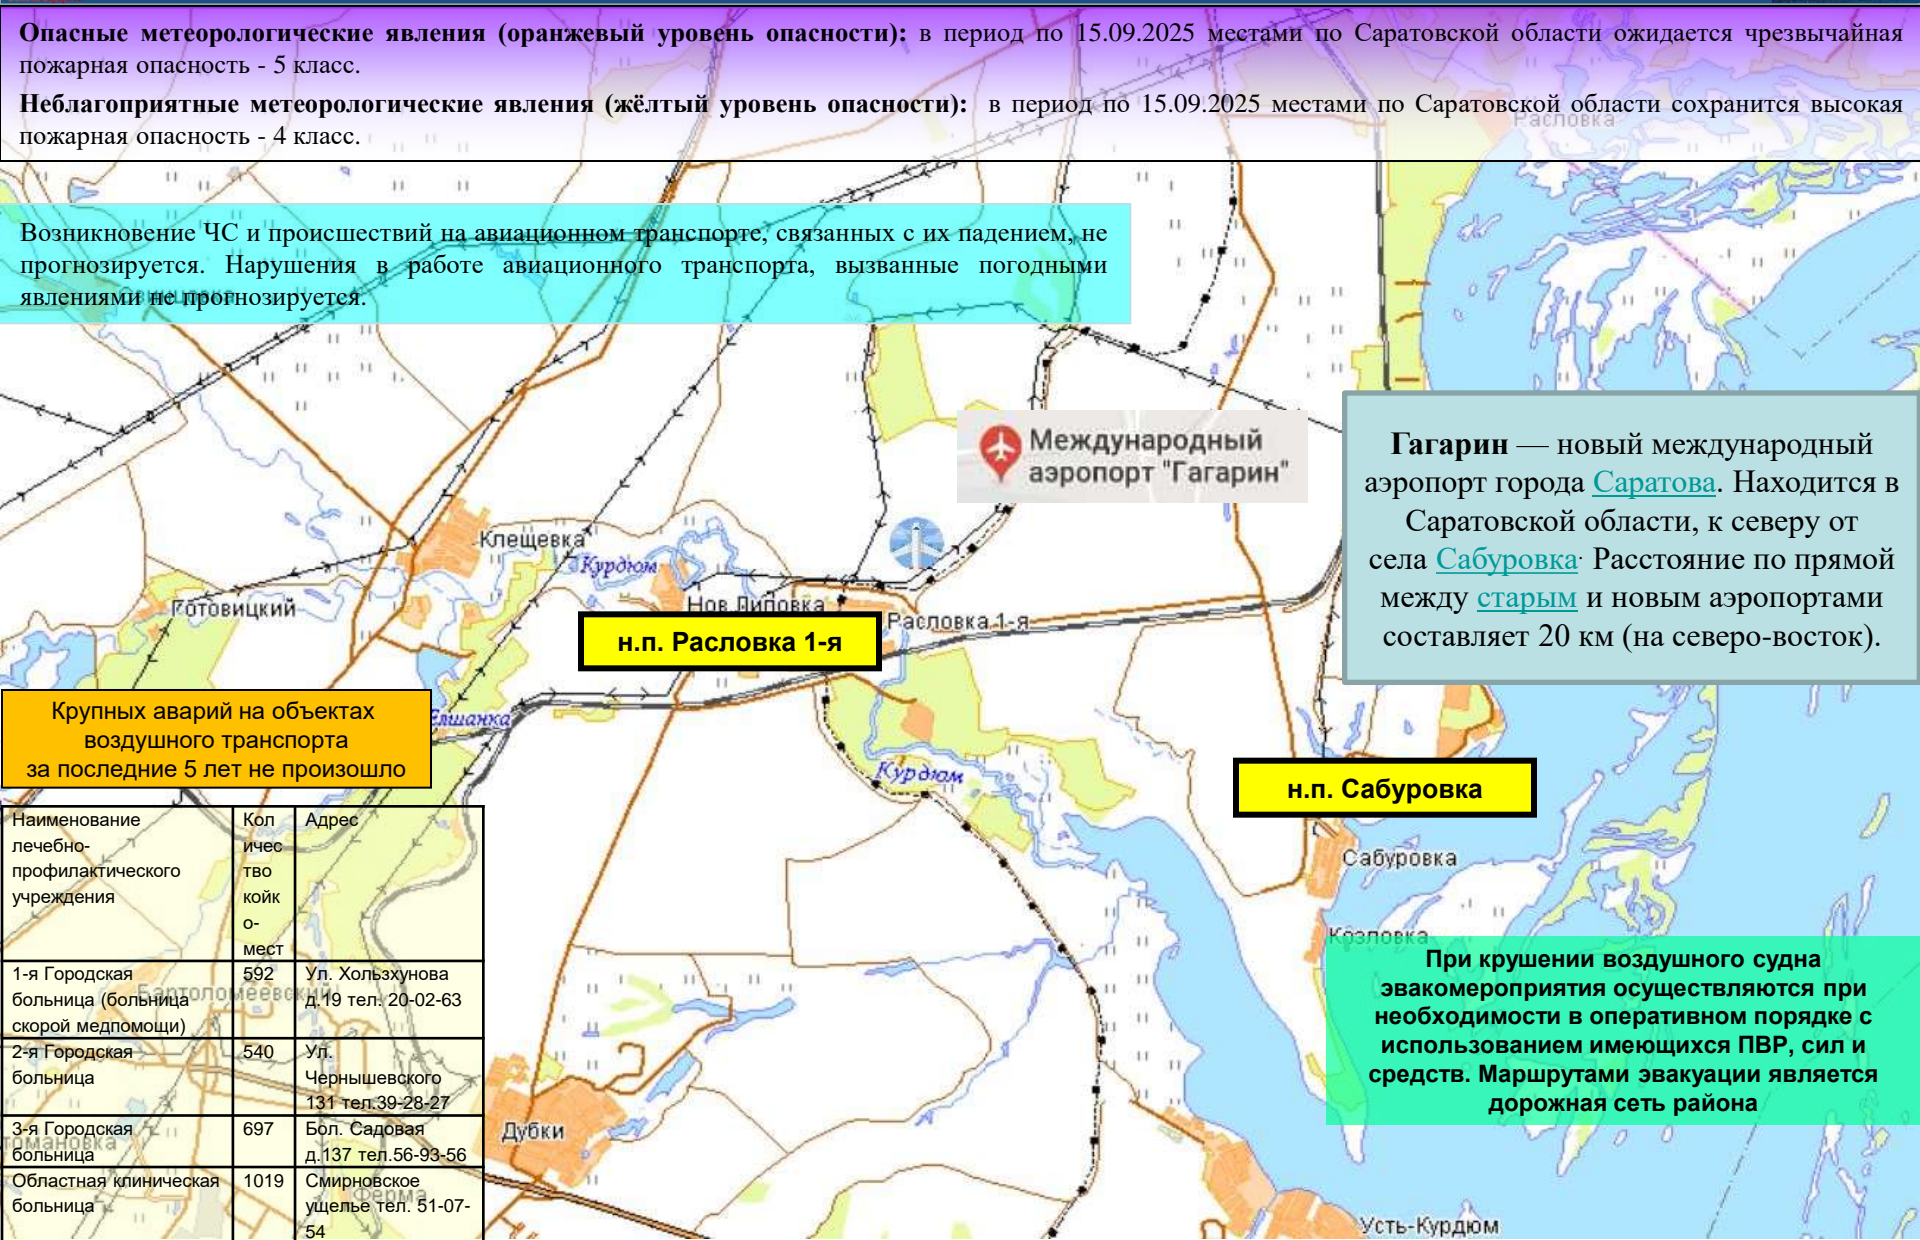 Опасные метеорологические явления (оранжевый уровень опасности): в период по 15.09.2025 местами по Саратовской области ожидается чрезвычайная
пожарная опасность - 5 класс.
Неблагоприятные метеорологические явления (жёлтый уровень опасности): в период по 15.09.2025 местами по Саратовской области сохранится высокая
пожарная опасность - 4 класс.
Расловка
Возникновение ЧС и происшествий на авиационном транспорте, связанных с их падением, не
прогнозируется. Нарушения в работе авиационного транспорта, вызванные погодными
явлениями не прогнозируется.
Международный
аэропорт "Гагарин"
Гагарин — новый международный
аэропорт города Саратова. Находится в
Саратовской области, к северу от
села Сабуровка. Расстояние по прямой
между старым и новым аэропортами
составляет 20 км (на северо-восток).
Клещевка
Курдюм
Готовицкий
Нов.Липовка
Расловка 1-я
н.п. Расловка 1-я
Елшанка
Крупных аварий на объектах
воздушного транспорта
за последние 5 лет не произошло
Курдюм
н.п. Сабуровка
Сабуровка
Козловка
При крушении воздушного судна
эвакомероприятия осуществляются при
необходимости в оперативном порядке с
использованием имеющихся ПВР, сил и
средств. Маршрутами эвакуации является
дорожная сеть района
Наименование
лечебно-
профилактического
учреждения
Кол
ичес
тво
койк
о-
мест
Адрес
1-я Городская
больница (больница
скорой медпомощи)
592
Ул. Хользхунова
д.19 тел. 20-02-63
Бартоломеевский
2-я Городская
больница
540
Ул.
Чернышевского
131 тел.39-28-27
3-я Городская
больница
697
Бол. Садовая
д.137 тел.56-93-56
Областная клиническая
больница
1019
Смирновское
ущелье тел. 51-07-
54
Ферма
Дубки
Усть-Курдюм